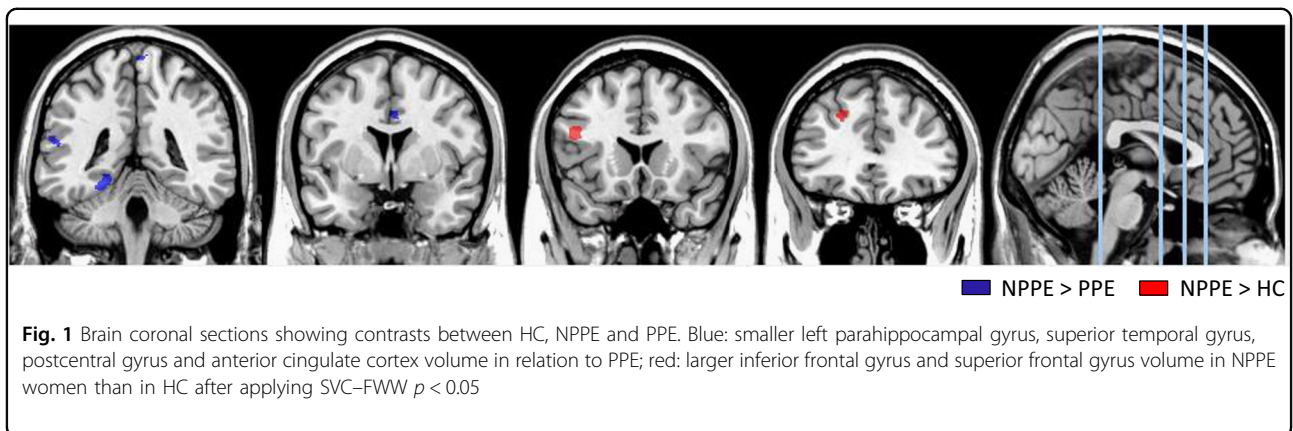 NPPE > PPE NPPE > HC
Fig. 1 Brain coronal sections showing contrasts between HC, NPPE and PPE. Blue: smaller left parahippocampal gyrus, superior temporal gyrus,
postcentral gyrus and anterior cingulate cortex volume in relation to PPE; red: larger inferior frontal gyrus and superior frontal gyrus volume in NPPE
women than in HC after applying SVC–FWW p < 0.05